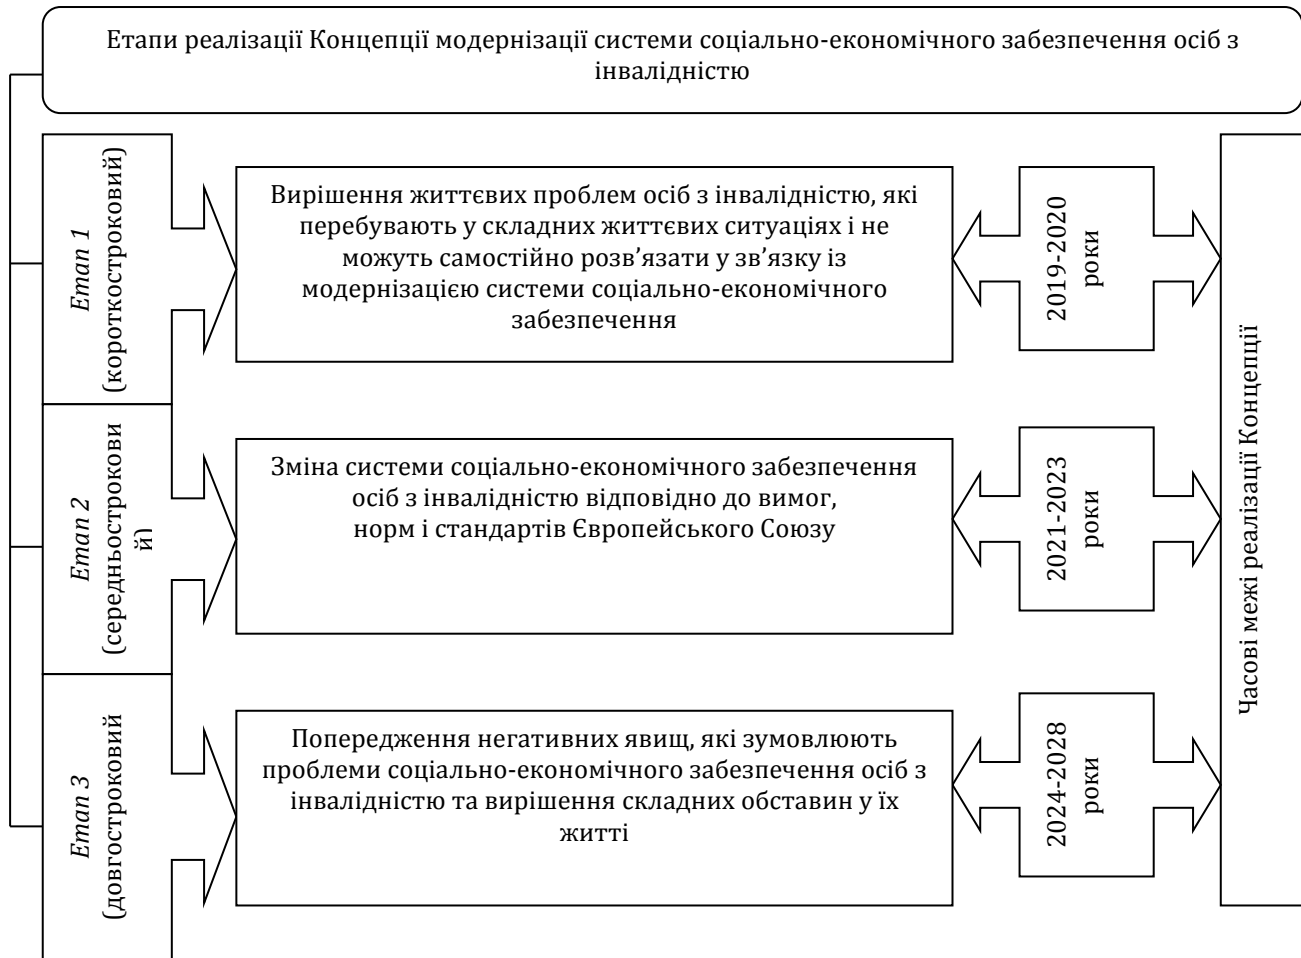 Етапи реалізації Концепції модернізації системи соціально-економічного забезпечення осіб з
інвалідністю
Етап 1
(короткостроковий)
Вирішення життєвих проблем осіб з інвалідністю, які
перебувають у складних життєвих ситуаціях і не
можуть самостійно розв’язати у зв’язку із
модернізацією системи соціально-економічного
забезпечення
2019-2020
роки
Етап 2
(середньострокови
й)
Зміна системи соціально-економічного забезпечення
осіб з інвалідністю відповідно до вимог,
норм і стандартів Європейського Союзу
2021-2023
роки
Етап 3
(довгостроковий
Попередження негативних явищ, які зумовлюють
проблеми соціально-економічного забезпечення осіб з
інвалідністю та вирішення складних обставин у їх
житті
2024-2028
роки
Часові межі реалізації Концепції